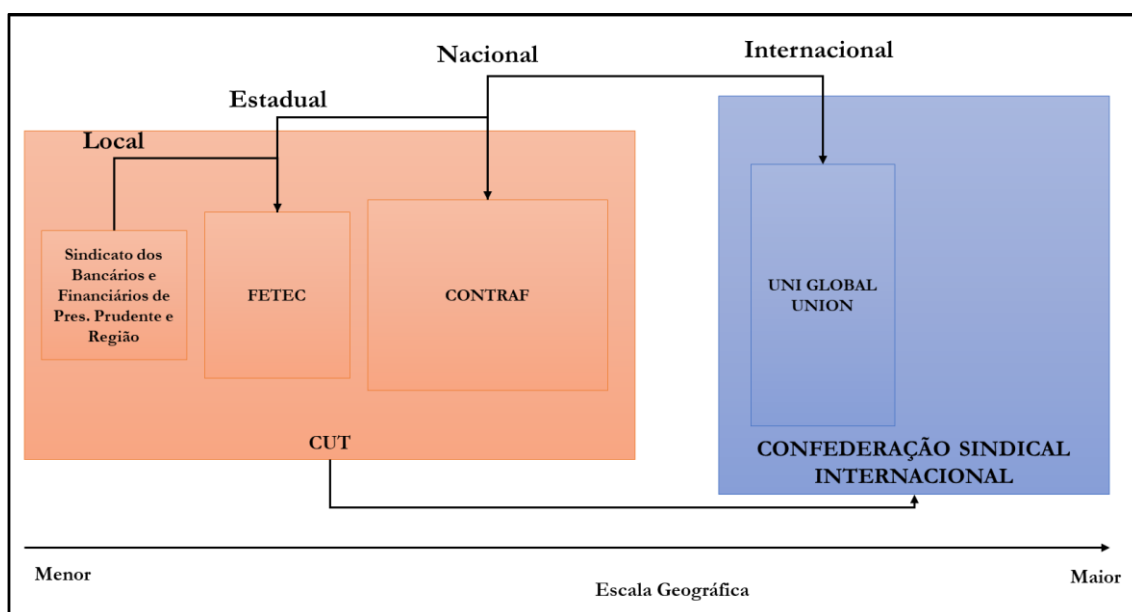 Nacional
Internacional
Estadual
Local
Sindicato dos
Bancários e
Financiários de
Pres. Prudente e
Região
FETEC
CONTRAF
UNI GLOBAL
UNION
CUT
CONFEDERAÇÃO SINDICAL
INTERNACIONAL
Menor
Escala Geográfica
Maior